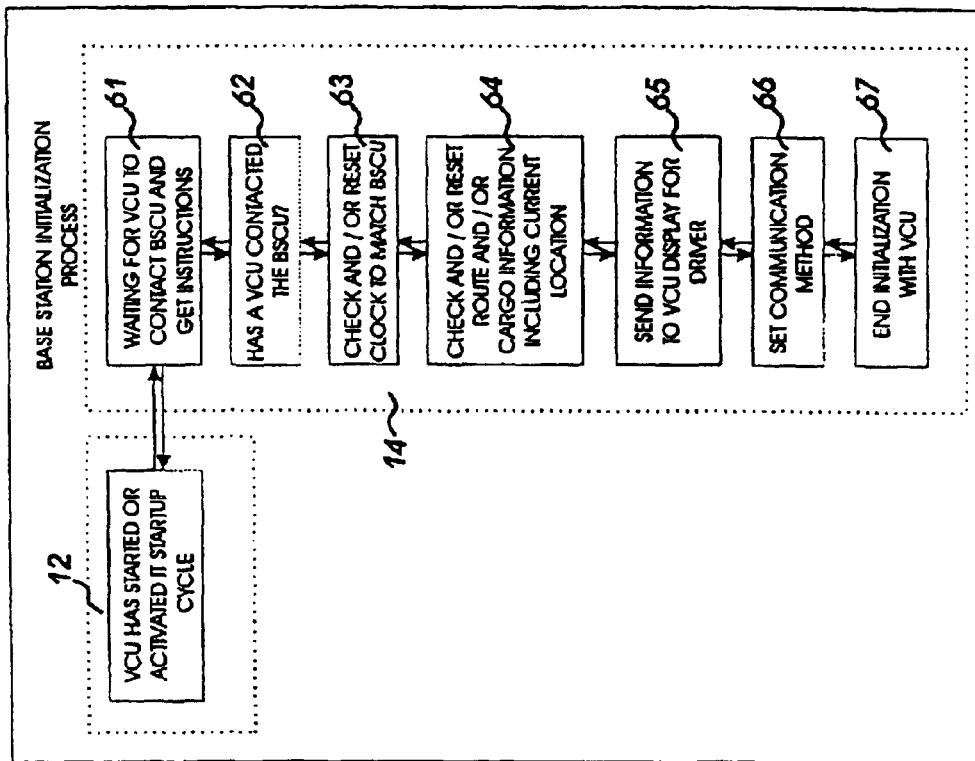 BASE STATION INITIALIZATION
PROCESS
12
VCU HAS STARTED OR
ACTIVATED IT STARTUP
CYCLE
14
61
WAITING FOR VCU TO
CONTACT BSCU AND
GET INSTRUCTIONS
62
HAS A VCU CONTACTED
THE BSCU?
63
CHECK AND / OR RESET
CLOCK TO MATCH BSCU
64
CHECK AND / OR RESET
ROUTE AND / OR
CARGO INFORMATION
INCLUDING CURRENT
LOCATION
65
SEND INFORMATION
TO VCU DISPLAY FOR
DRIVER
66
SET COMMUNICATION
METHOD
67
END INITIALIZATION
WITH VCU